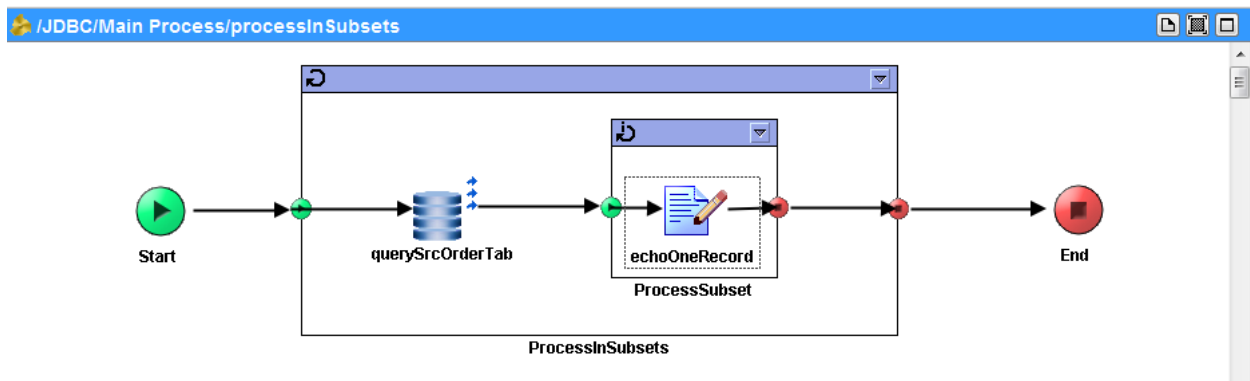 /JDBC/Main Process/processInSubsets
Start
querySrcOrderTab
echoOneRecord
ProcessSubset
End
ProcessInSubsets